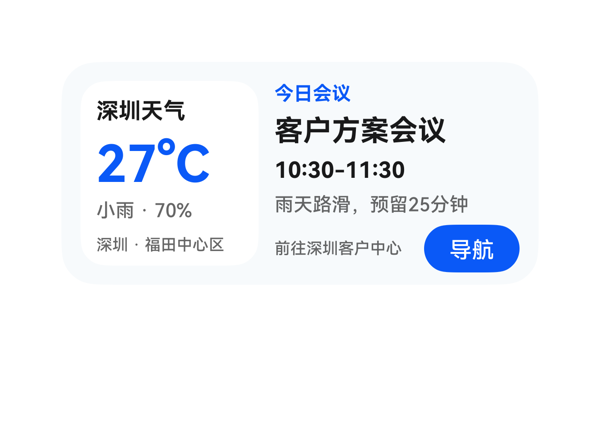 深圳天气
27°C
小雨 · 70%
深圳 · 福田中心区
今日会议
客户方案会议
10:30-11:30
雨天路滑，预留25分钟
前往深圳客户中心
导航